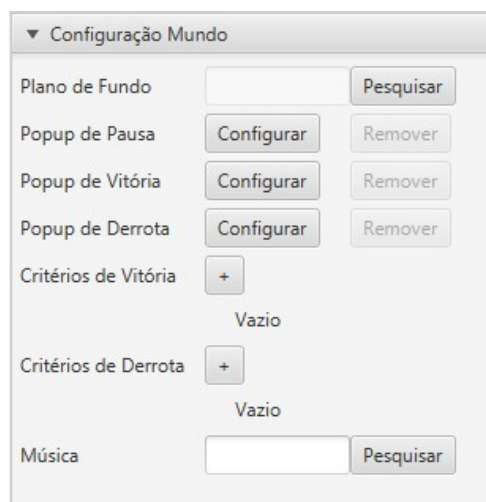 Configuração Mundo
Plano de Fundo Pesquisar
Popup de Pausa Configurar Remover
Popup de Vitória Configurar Remover
Popup de Derrota Configurar Remover
Critérios de Vitória +
Vazio
Critérios de Derrota +
Vazio
Música Pesquisar